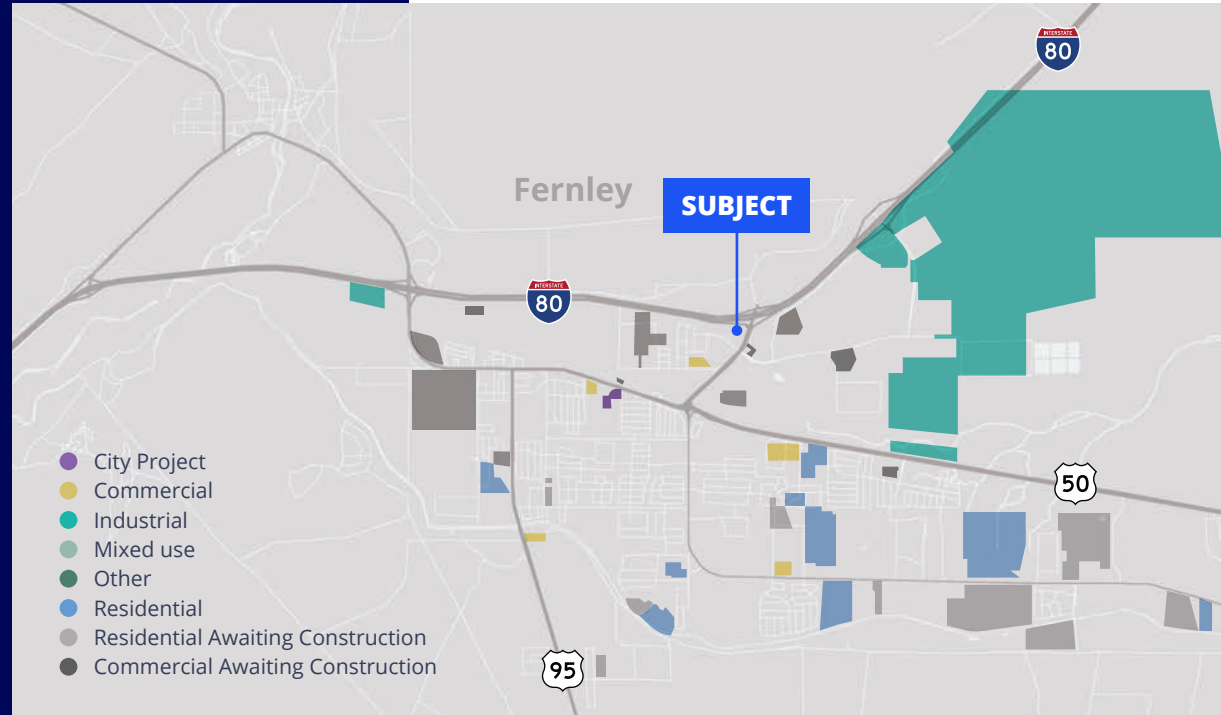 INTERSTATE
80
Fernley
SUBJECT
INTERSTATE
80
City Project
Commercial
Industrial
Mixed use
Other
Residential
Residential Awaiting Construction
Commercial Awaiting Construction
50
95